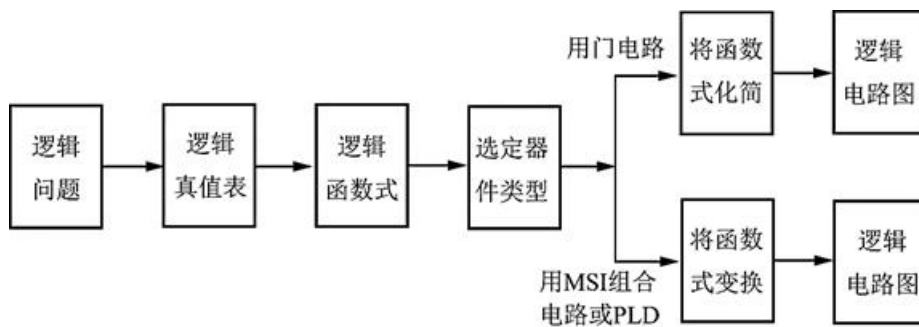 逻辑
问题
逻辑
真值表
逻辑
函数式
选定器
件类型
用门电路
将函数
式化简
逻辑
电路图
用MSI组合
电路或PLD
将函数
式变换
逻辑
电路图